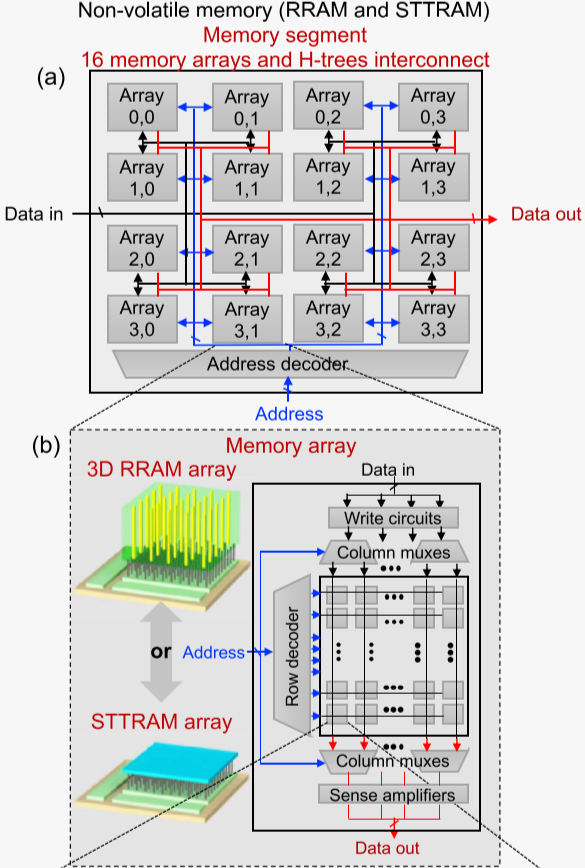 Non-volatile memory (RRAM and STTRAM)
Memory segment
16 memory arrays and H-trees interconnect
(a)
Array 0,0
Array 0,1
Array 0,2
Array 0,3
Array 1,0
Array 1,1
Array 1,2
Array 1,3
Data in
Data out
Array 2,0
Array 2,1
Array 2,2
Array 2,3
Array 3,0
Array 3,1
Array 3,2
Array 3,3
Address decoder
Address
(b)
Memory array
3D RRAM array
or
STTRAM array
Data in
Write circuits
Column muxes
Address
Row decoder
Column muxes
Sense amplifiers
Data out